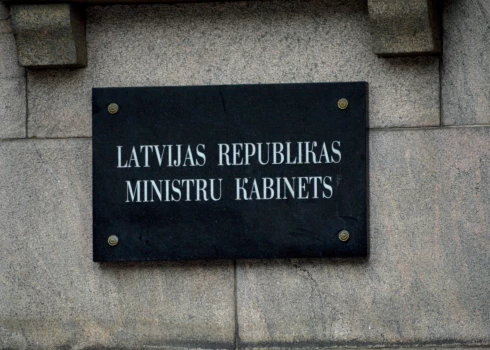 LATVIJAS REPUBLIKAS
MINISTRU KABINETS